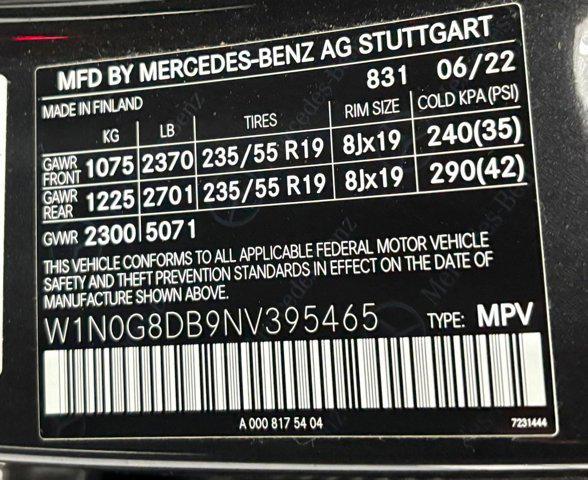 MFD BY MERCEDES-BENZ AG STUTTGART
MADE IN FINLAND 831 06/22
KG LB TIRES RIM SIZE COLD KPA(PSI)
GAWR FRONT 1075 2370 235/55 R19 8Jx19 240(35)
GAWR REAR 1225 2701 235/55 R19 8Jx19 290(42)
GVWR 2300 5071
THIS VEHICLE CONFORMS TO ALL APPLICABLE FEDERAL MOTOR VEHICLE
SAFETY AND THEFT PREVENTION STANDARDS IN EFFECT ON THE DATE OF
MANUFACTURE SHOWN ABOVE.
W1N0G8DB9NV395465 TYPE: MPV
A 000 817 54 04 7231444